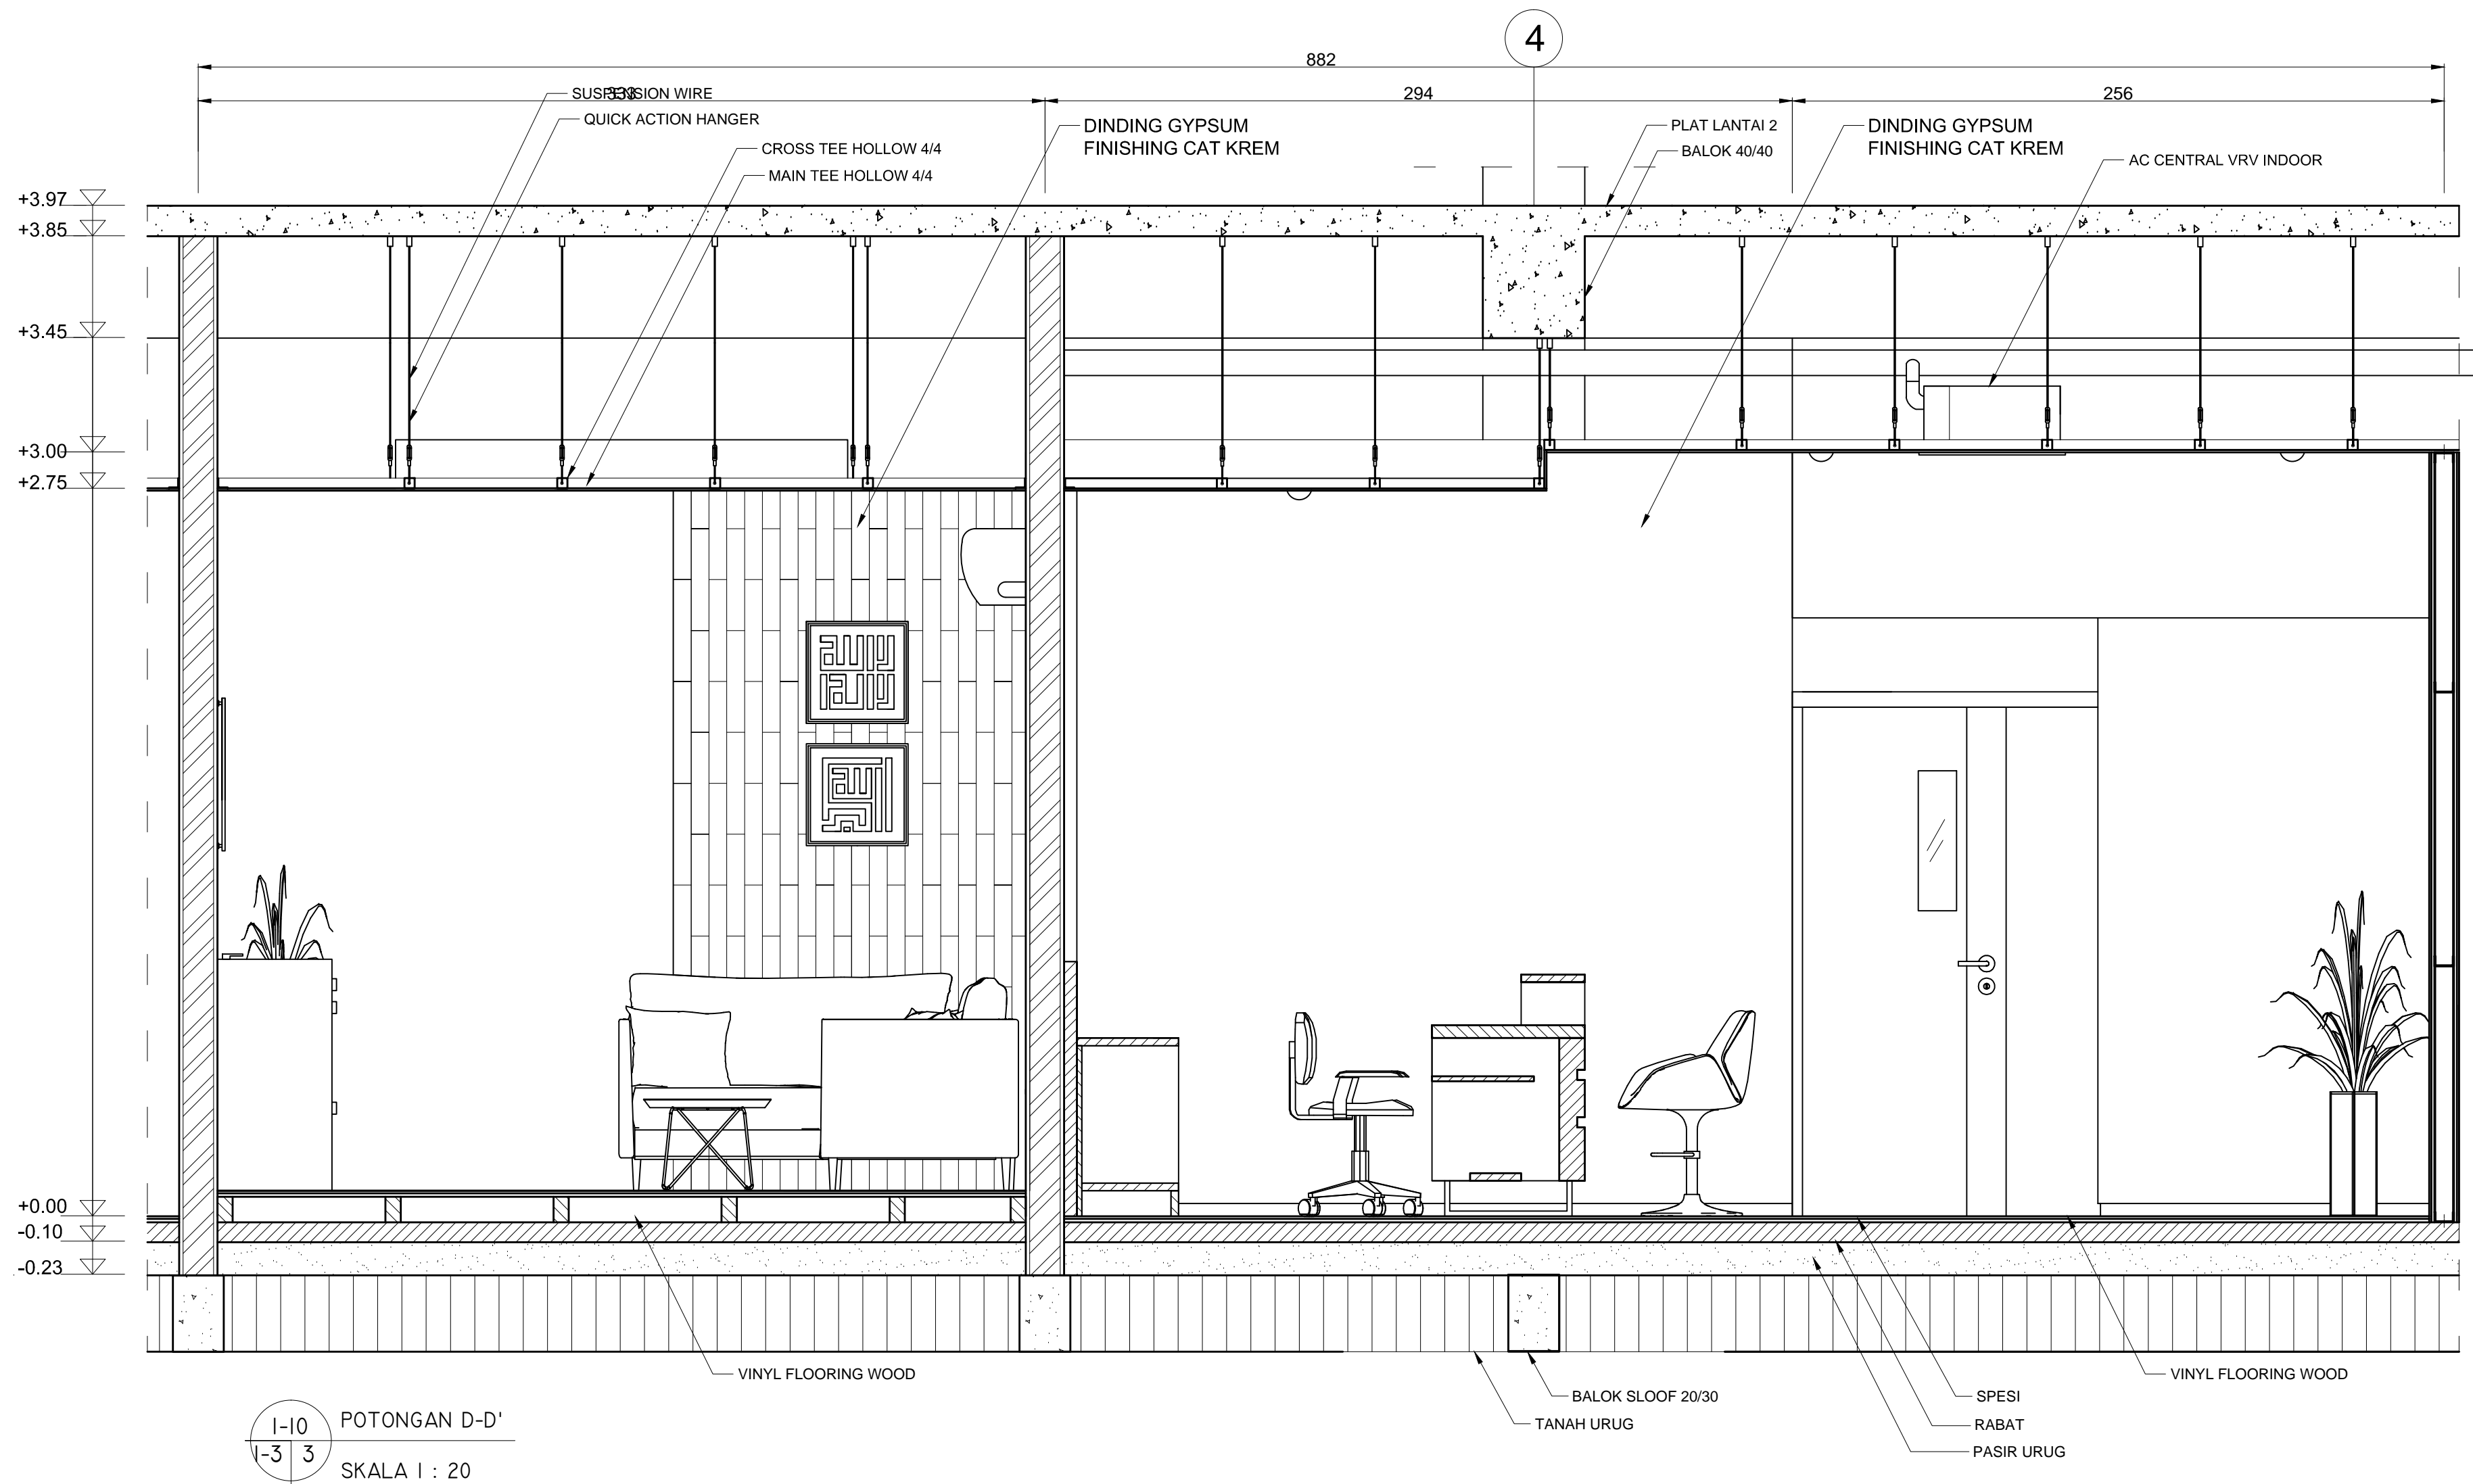 4
882
333
294
256
SUSPENSION WIRE
QUICK ACTION HANGER
CROSS TEE HOLLOW 4/4
MAIN TEE HOLLOW 4/4
DINDING GYPSUM
FINISHING CAT KREM
PLAT LANTAI 2
BALOK 40/40
DINDING GYPSUM
FINISHING CAT KREM
AC CENTRAL VRV INDOOR
+3.97
+3.85
+3.45
+3.00
+2.75
+0.00
-0.10
-0.23
VINYL FLOORING WOOD
BALOK SLOOF 20/30
TANAH URUG
VINYL FLOORING WOOD
SPESI
RABAT
PASIR URUG
I-10
I-3 3
POTONGAN D-D'
SKALA I : 20